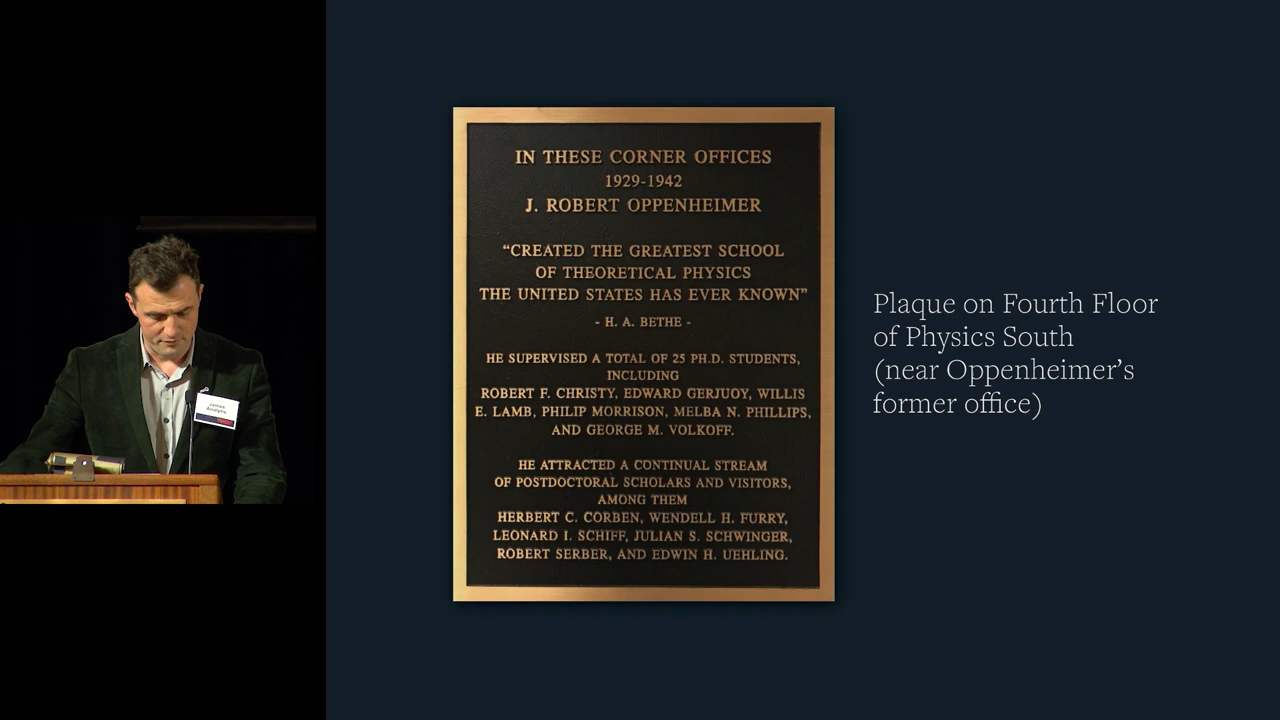 James
Analytis
IN THESE CORNER OFFICES
1929-1942
J. ROBERT OPPENHEIMER
“CREATED THE GREATEST SCHOOL
OF THEORETICAL PHYSICS
THE UNITED STATES HAS EVER KNOWN”
- H. A. BETHE -
HE SUPERVISED A TOTAL OF 25 PH.D. STUDENTS,
INCLUDING
ROBERT F. CHRISTY, EDWARD GERJUOY, WILLIS
E. LAMB, PHILIP MORRISON, MELBA N. PHILLIPS,
AND GEORGE M. VOLKOFF.
HE ATTRACTED A CONTINUAL STREAM
OF POSTDOCTORAL SCHOLARS AND VISITORS,
AMONG THEM
HERBERT C. CORBEN, WENDELL H. FURRY,
LEONARD I. SCHIFF, JULIAN S. SCHWINGER,
ROBERT SERBER, AND EDWIN H. UEHLING.
Plaque on Fourth Floor
of Physics South
(near Oppenheimer’s
former office)